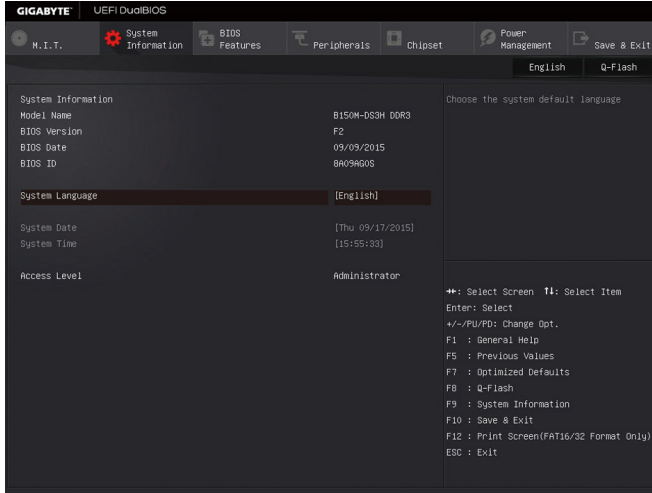 GIGABYTE™ UEFI DualBIOS
M.I.T. System Information BIOS Features Peripherals Chipset Power Management Save & Exit
English Q-Flash
System Information
Model Name B150M-DS3H DDR3
BIOS Version F2
BIOS Date 09/09/2015
BIOS ID 8A09AG0S
System Language [English]
System Date [Thu 09/17/2015]
System Time [15:55:33]
Access Level Administrator
Choose the system default language
→←: Select Screen ↑↓: Select Item
Enter: Select
+/-/PU/PD: Change Opt.
F1 : General Help
F5 : Previous Values
F7 : Optimized Defaults
F8 : Q-Flash
F9 : System Information
F10 : Save & Exit
F12 : Print Screen(FAT16/32 Format Only)
ESC : Exit